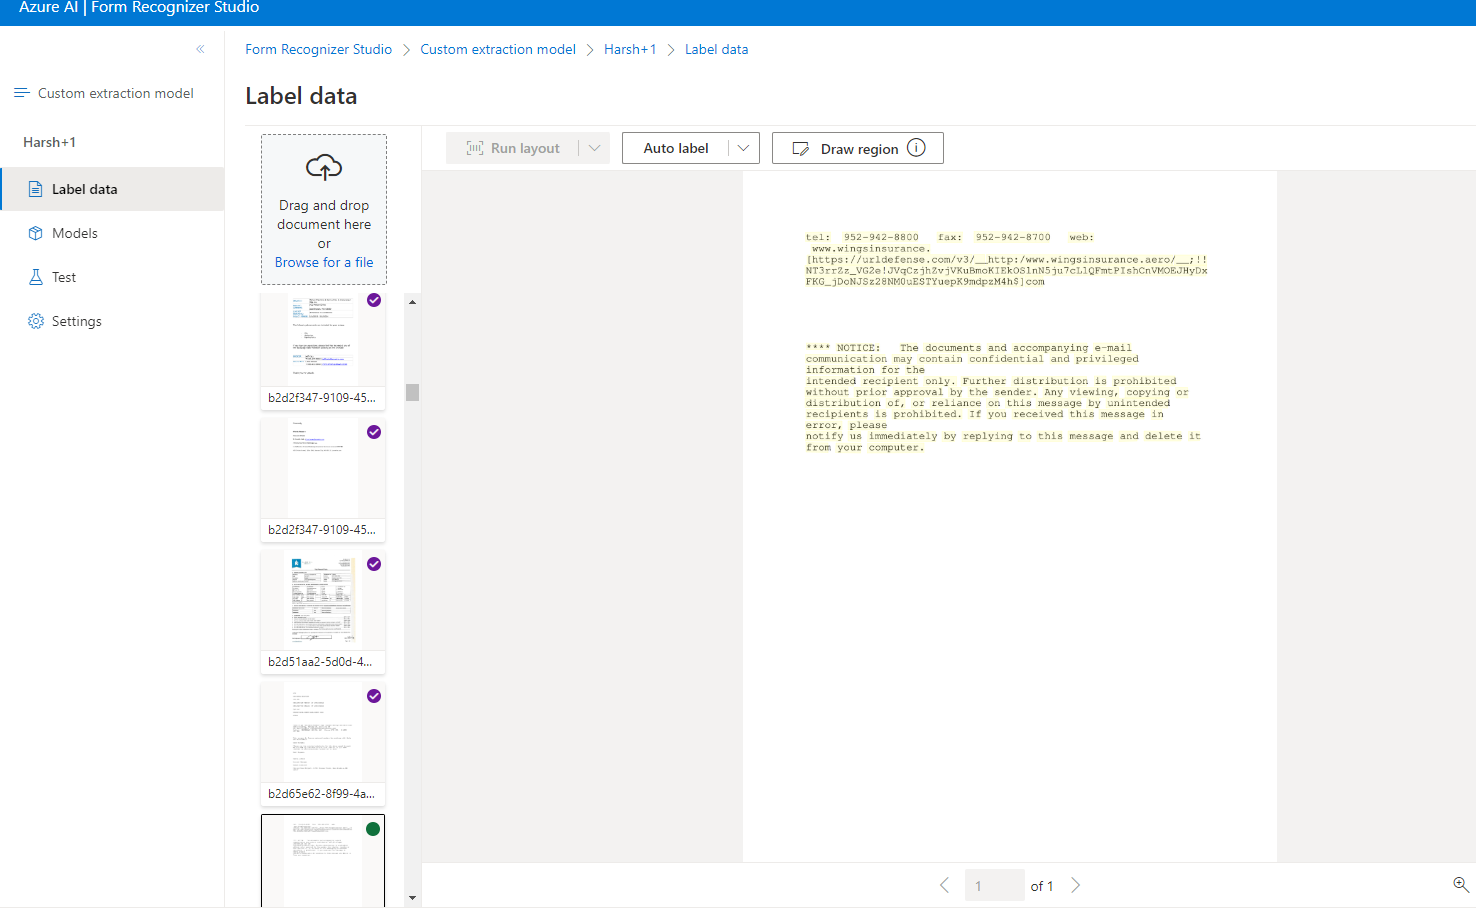 Azure AI | Form Recognizer Studio
Form Recognizer Studio > Custom extraction model > Harsh+1 > Label data
Custom extraction model
Harsh+1
Label data
Models
Test
Settings
Label data
Drag and drop
document here
or
Browse for a file
b2d2f347-9109-45...
b2d2f347-9109-45...
b2d51aa2-5d0d-4...
b2d65e62-8f99-4a...
Run layout
Auto label
Draw region
tel: 952-942-8800 fax: 952-942-8700 web:
www.wingsinsurance.
[https://urldefense.com/v3/__http:/www.wingsinsurance.aero/__;!!
NT3rrZz_VG2e!JVqCzjhZvjVKuBmoKIEkOSlnN5ju7cLlQFmtPIshCnVMOEJHyDx
FKG_jDoNJSz28NM0uESTYuepK9mdpzM4h$]com
**** NOTICE: The documents and accompanying e-mail
communication may contain confidential and privileged
information for the
intended recipient only. Further distribution is prohibited
without prior approval by the sender. Any viewing, copying or
distribution of, or reliance on this message by unintended
recipients is prohibited. If you received this message in
error, please
notify us immediately by replying to this message and delete it
from your computer.
1 of 1